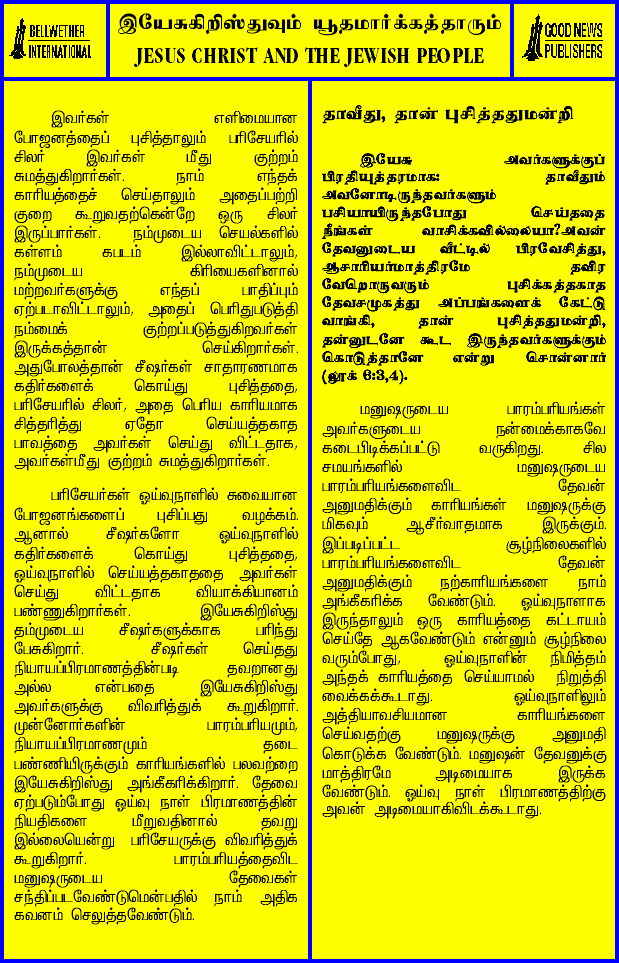 BELLWETHER
INTERNATIONAL
இயேசுகிறிஸ்துவும் யூதமார்க்கத்தாரும்
JESUS CHRIST AND THE JEWISH PEOPLE
GOOD NEWS
PUBLISHERS
இவர்கள் எளிமையான
போஜனத்தைப் புசித்தாலும் பரிசேயரில்
சிலர் இவர்கள் மீது குற்றம்
சுமத்துகிறார்கள். நாம் எந்தக்
காரியத்தைச் செய்தாலும் அதைப்பற்றி
குறை கூறுவதற்கென்றே ஒரு சிலர்
இருப்பார்கள். நம்முடைய செயல்களில்
கள்ளம் கபடம் இல்லாவிட்டாலும்,
நம்முடைய கிரியைகளினால்
மற்றவர்களுக்கு எந்தப் பாதிப்பும்
ஏற்படாவிட்டாலும், அதைப் பெரிதுபடுத்தி
நம்மைக் குற்றப்படுத்துகிறவர்கள்
இருக்கத்தான் செய்கிறார்கள்.
அதுபோலத்தான் சீஷர்கள் சாதாரணமாக
கதிர்களைக் கொய்து புசித்ததை,
பரிசேயரில் சிலர், அதை பெரிய காரியமாக
சித்தரித்து ஏதோ செய்யத்தகாத
பாவத்தை அவர்கள் செய்து விட்டதாக,
அவர்கள்மீது குற்றம் சுமத்துகிறார்கள்.
பரிசேயர்கள் ஓய்வுநாளில் சுவையான
போஜனங்களைப் புசிப்பது வழக்கம்.
ஆனால் சீஷர்களோ ஓய்வுநாளில்
கதிர்களைக் கொய்து புசித்ததை,
ஓய்வுநாளில் செய்யத்தகாததை அவர்கள்
செய்து விட்டதாக வியாக்கியானம்
பண்ணுகிறார்கள். இயேசுகிறிஸ்து
தம்முடைய சீஷர்களுக்காக பரிந்து
பேசுகிறார். சீஷர்கள் செய்தது
நியாயப்பிரமாணத்தின்படி தவறானது
அல்ல என்பதை இயேசுகிறிஸ்து
அவர்களுக்கு விவரித்துக் கூறுகிறார்.
முன்னோர்களின் பாரம்பரியமும்,
நியாயப்பிரமாணமும் தடை
பண்ணியிருக்கும் காரியங்களில் பலவற்றை
இயேசுகிறிஸ்து அங்கீகரிக்கிறார். தேவை
ஏற்படும்போது ஓய்வு நாள் பிரமாணத்தின்
நியதிகளை மீறுவதினால் தவறு
இல்லையென்று பரிசேயருக்கு விவரித்துக்
கூறுகிறார். பாரம்பரியத்தைவிட
மனுஷருடைய தேவைகள்
சந்திப்படவேண்டுமென்பதில் நாம் அதிக
கவனம் செலுத்தவேண்டும்.
தாவீது, தான் புசித்ததுமன்றி
இயேசு அவர்களுக்குப்
பிரதியுத்தரமாக: தாவீதும்
அவனோடிருந்தவர்களும்
பசியாயிருந்தபோது செய்ததை
நீங்கள் வாசிக்கவில்லையா?அவன்
தேவனுடைய வீட்டில் பிரவேசித்து,
ஆசாரியர்மாத்திரமே தவிர
வேறொருவரும் புசிக்கத்தகாத
தேவசமுகத்து அப்பங்களைக் கேட்டு
வாங்கி, தான் புசித்ததுமன்றி,
தன்னுடனே கூட இருந்தவர்களுக்கும்
கொடுத்தானே என்று சொன்னார்
(லூக் 6:3,4).
மனுஷருடைய பாரம்பரியங்கள்
அவர்களுடைய நன்மைக்காகவே
கடைபிடிக்கப்பட்டு வருகிறது. சில
சமயங்களில் மனுஷருடைய
பாரம்பரியங்களைவிட தேவன்
அனுமதிக்கும் காரியங்கள் மனுஷருக்கு
மிகவும் ஆசீர்வாதமாக இருக்கும்.
இப்படிப்பட்ட சூழ்நிலைகளில்
பாரம்பரியங்களைவிட தேவன்
அனுமதிக்கும் நற்காரியங்களை நாம்
அங்கீகரிக்க வேண்டும். ஓய்வுநாளாக
இருந்தாலும் ஒரு காரியத்தை கட்டாயம்
செய்தே ஆகவேண்டும் என்னும் சூழ்நிலை
வரும்போது, ஓய்வுநாளின் நிமித்தம்
அந்தக் காரியத்தை செய்யாமல் நிறுத்தி
வைக்கக்கூடாது. ஓய்வுநாளிலும்
அத்தியாவசியமான காரியங்களை
செய்வதற்கு மனுஷருக்கு அனுமதி
கொடுக்க வேண்டும். மனுஷன் தேவனுக்கு
மாத்திரமே அடிமையாக இருக்க
வேண்டும். ஓய்வு நாள் பிரமாணத்திற்கு
அவன் அடிமையாகிவிடக்கூடாது.